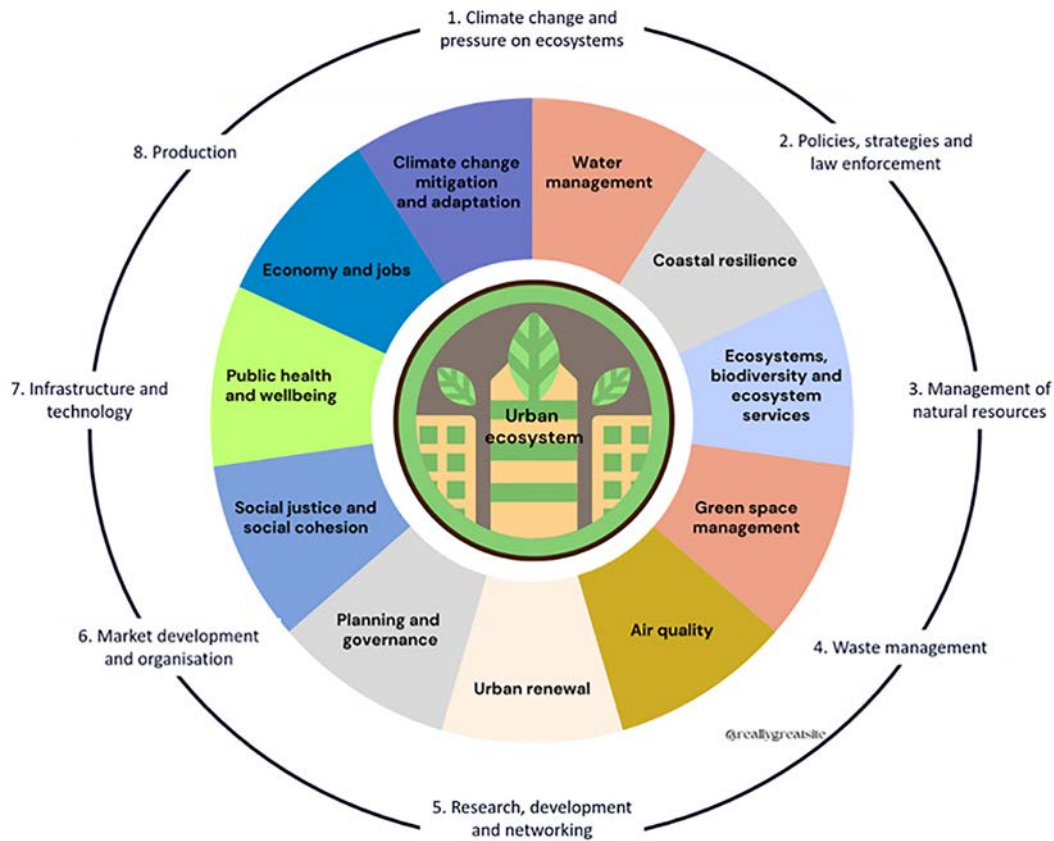 1. Climate change and
pressure on ecosystems
2. Policies, strategies and
law enforcement
3. Management of
natural resources
4. Waste management
5. Research, development
and networking
6. Market development
and organisation
7. Infrastructure and
technology
8. Production
Climate change
mitigation
and adaptation
Water
management
Coastal resilience
Ecosystems,
biodiversity and
ecosystem
services
Green space
management
Air quality
Urban renewal
Planning and
governance
Social justice and
social cohesion
Public health
and wellbeing
Economy and jobs
Urban
ecosystem
@reallygreatsite